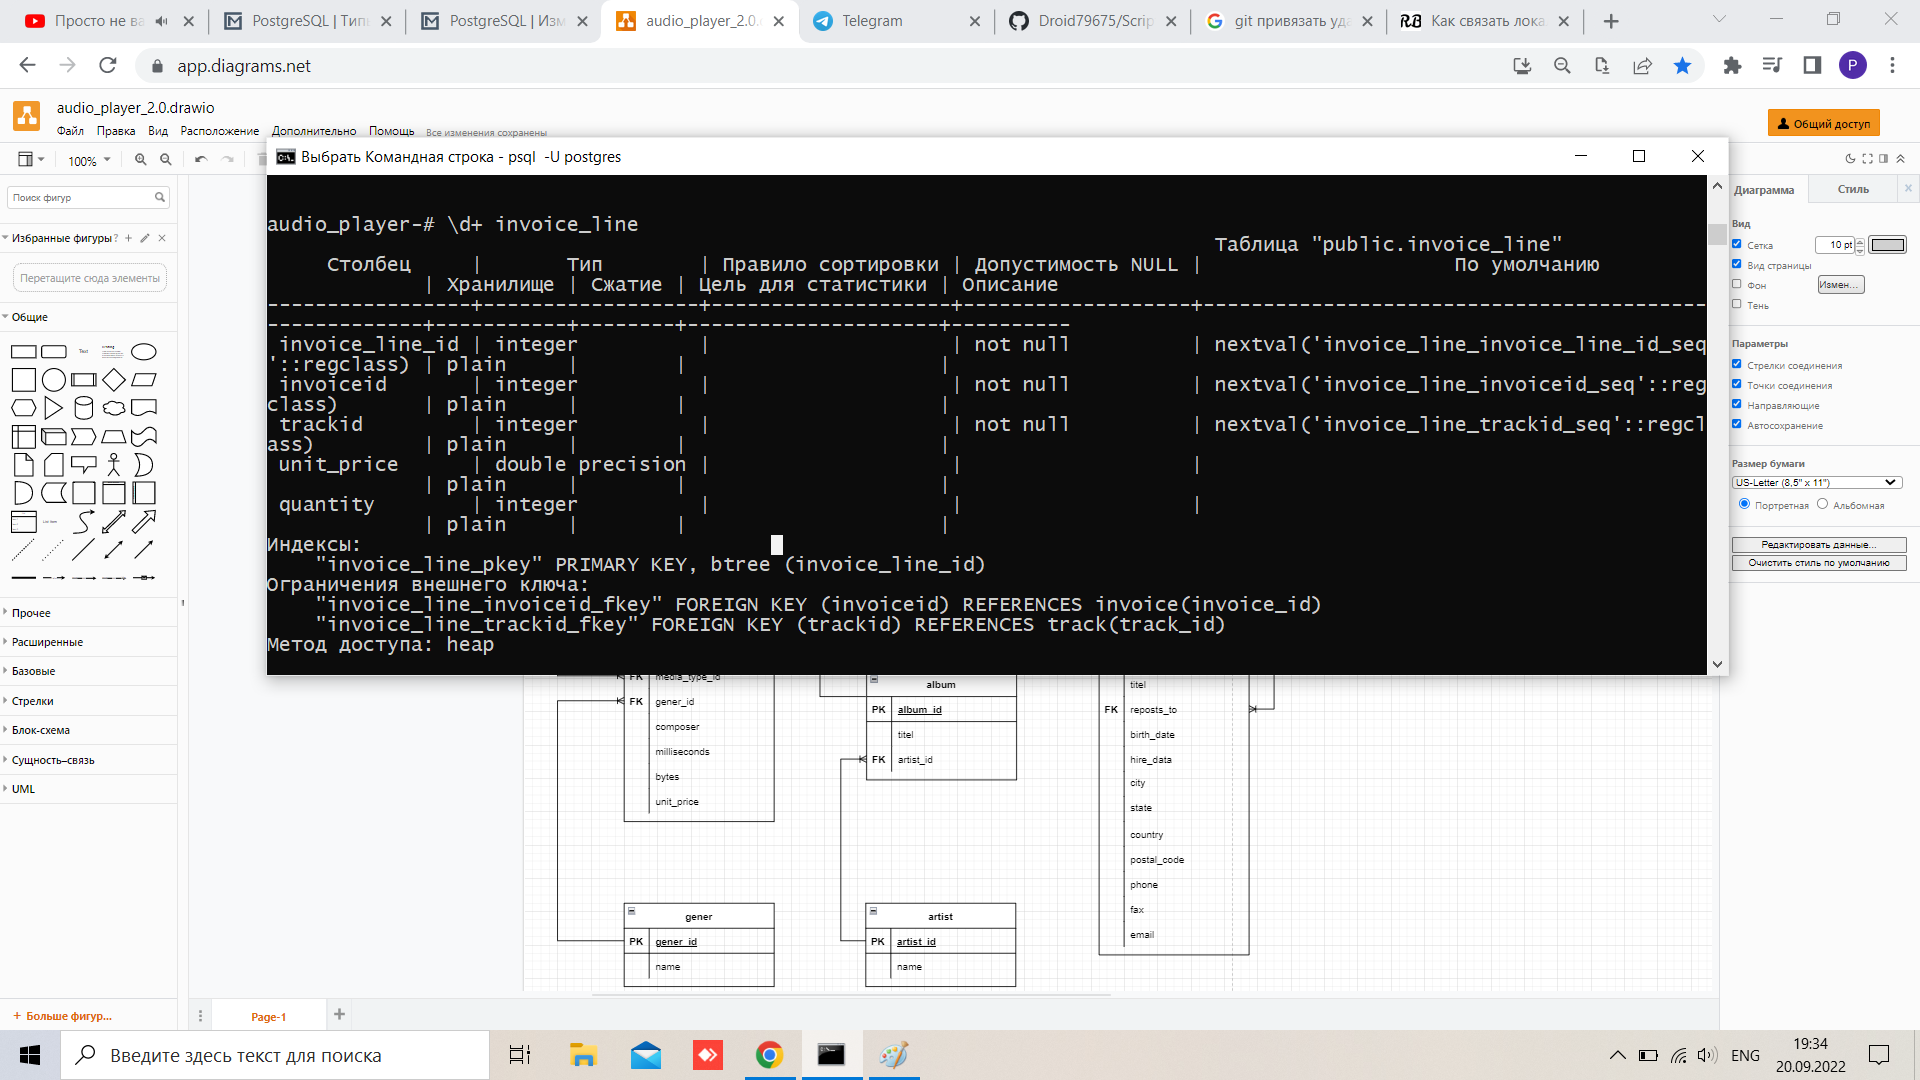 Просто не ва
PostgreSQL | Тип
PostgreSQL | Изм
audio_player_2.0.
Telegram
Droid79675/Scrip
git привязать уда
Как связать лока
app.diagrams.net
P
audio_player_2.0.drawio
Файл Правка Вид Расположение Дополнительно Помощь Все изменения сохранены
Общий доступ
100%
Поиск фигур
Избранные фигуры ?
Перетащите сюда элементы
Общие
Text
List Item
Прочее
Расширенные
Базовые
Стрелки
Блок-схема
Сущность–связь
UML
+ Больше фигур...
Выбрать Командная строка - psql -U postgres
audio_player-# \d+ invoice_line
Таблица "public.invoice_line"
Столбец | Тип | Правило сортировки | Допустимость NULL | По умолчанию
| Хранилище | Сжатие | Цель для статистики | Описание
invoice_line_id | integer | | not null | nextval('invoice_line_invoice_line_id_seq
'::regclass) | plain | | |
invoiceid | integer | | not null | nextval('invoice_line_invoiceid_seq'::reg
class) | plain | | |
trackid | integer | | not null | nextval('invoice_line_trackid_seq'::regcl
ass) | plain | | |
unit_price | double precision | | |
| plain | | |
quantity | integer | | |
| plain | | |
Индексы:
"invoice_line_pkey" PRIMARY KEY, btree (invoice_line_id)
Ограничения внешнего ключа:
"invoice_line_invoiceid_fkey" FOREIGN KEY (invoiceid) REFERENCES invoice(invoice_id)
"invoice_line_trackid_fkey" FOREIGN KEY (trackid) REFERENCES track(track_id)
Метод доступа: heap
FK media_type_id
FK gener_id
composer
milliseconds
bytes
unit_price
album
PK album_id
titel
FK artist_id
titel
FK reposts_to
birth_date
hire_data
city
state
country
postal_code
phone
fax
email
gener
PK gener_id
name
artist
PK artist_id
name
Диаграмма
Стиль
Вид
Сетка 10 pt
Вид страницы
Фон Измен...
Тень
Параметры
Стрелки соединения
Точки соединения
Направляющие
Автосохранение
Размер бумаги
US-Letter (8,5" x 11")
Портретная Альбомная
Редактировать данные...
Очистить стиль по умолчанию
Page-1
Введите здесь текст для поиска
ENG
19:34
20.09.2022